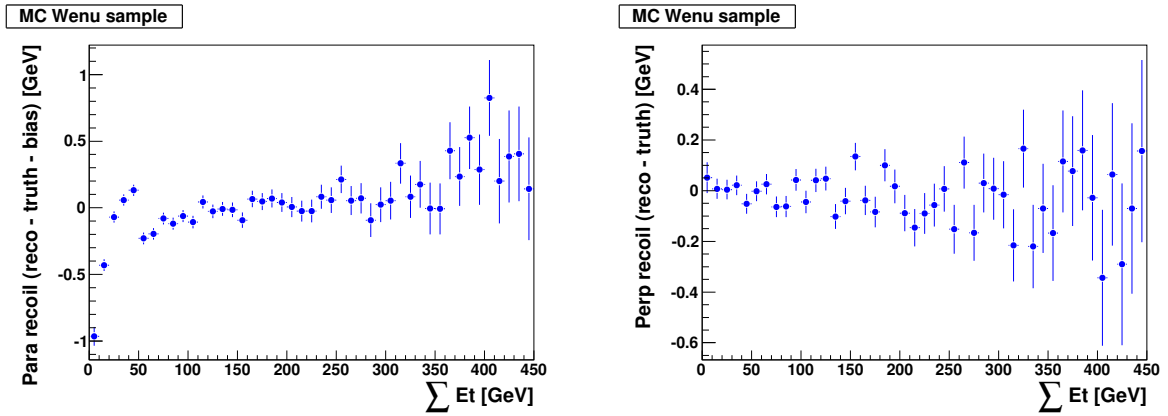 MC Wenu sample
Para recoil (reco - truth - bias) [GeV]
1
0.5
0
-0.5
-1
0 50 100 150 200 250 300 350 400 450
∑ Et [GeV]
MC Wenu sample
Perp recoil (reco - truth) [GeV]
0.4
0.2
0
-0.2
-0.4
-0.6
0 50 100 150 200 250 300 350 400 450
∑ Et [GeV]